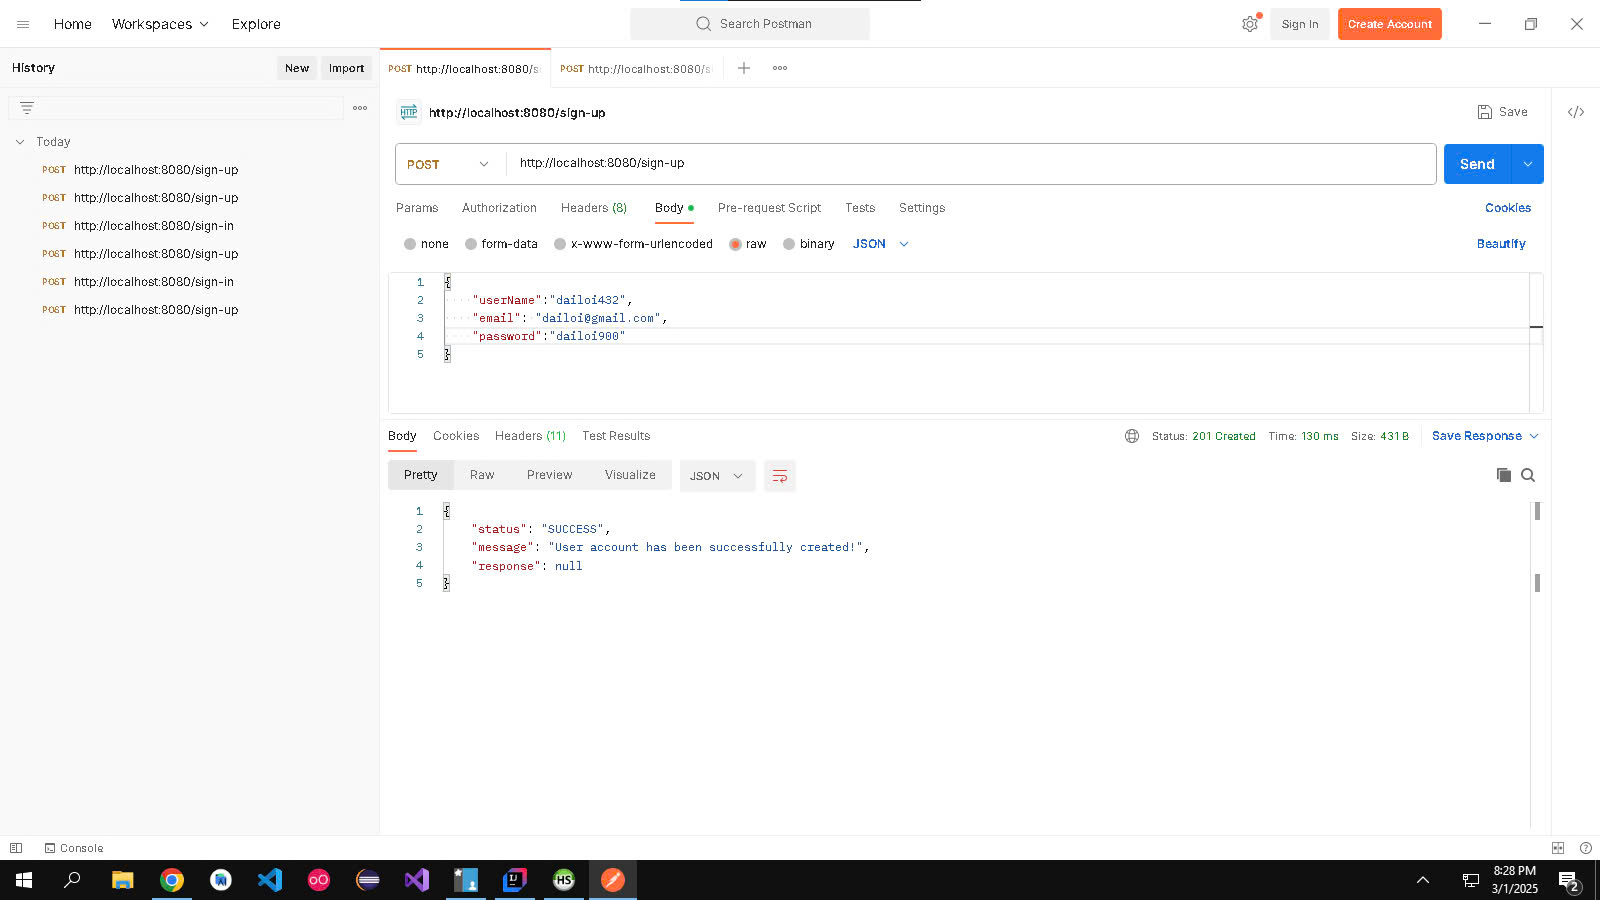 Home
Workspaces
Explore
Search Postman
Sign In
Create Account
History
New
Import
POST http://localhost:8080/s
POST http://localhost:8080/s
Today
POST http://localhost:8080/sign-up
POST http://localhost:8080/sign-up
POST http://localhost:8080/sign-in
POST http://localhost:8080/sign-up
POST http://localhost:8080/sign-in
POST http://localhost:8080/sign-up
HTTP http://localhost:8080/sign-up
Save
</>
POST http://localhost:8080/sign-up
Send
Params Authorization Headers (8) Body Pre-request Script Tests Settings Cookies
none form-data x-www-form-urlencoded raw binary JSON Beautify
1 {
2 "userName":"dailoi432",
3 "email": "dailoi@gmail.com",
4 "password":"dailoi900"
5 }
Body Cookies Headers (11) Test Results Status: 201 Created Time: 130 ms Size: 431 B Save Response
Pretty Raw Preview Visualize JSON
1 {
2 "status": "SUCCESS",
3 "message": "User account has been successfully created!",
4 "response": null
5 }
Console
HS
8:28 PM
3/1/2025
2